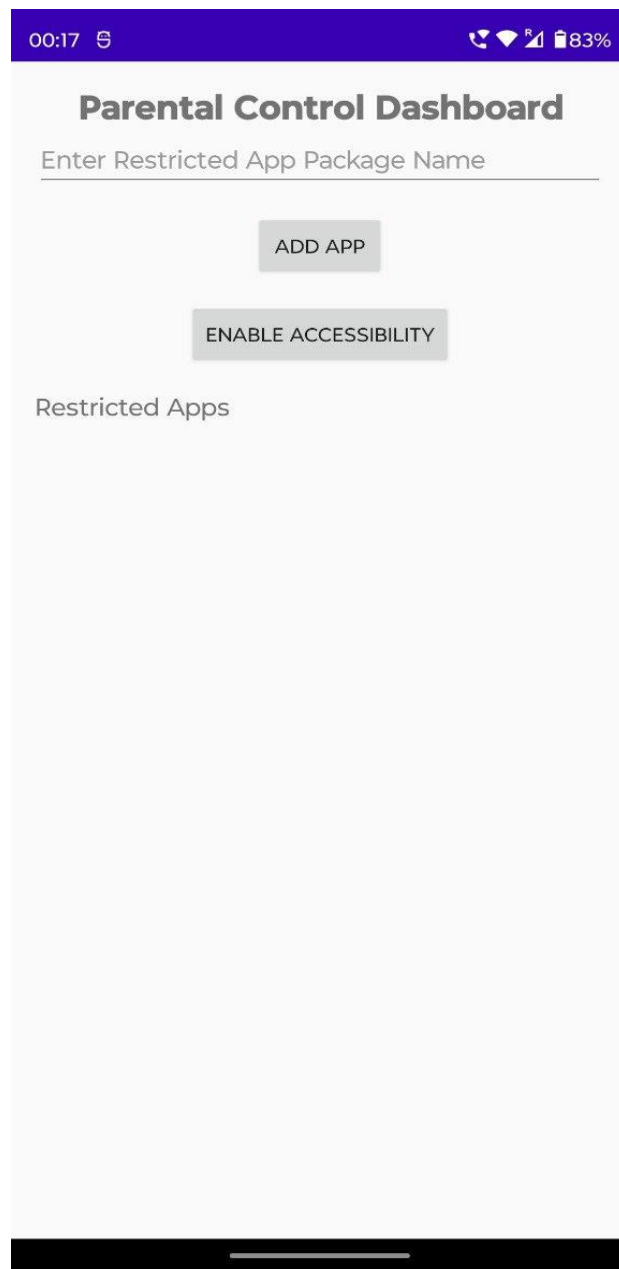 00:17 83%
Parental Control Dashboard
Enter Restricted App Package Name
ADD APP
ENABLE ACCESSIBILITY
Restricted Apps